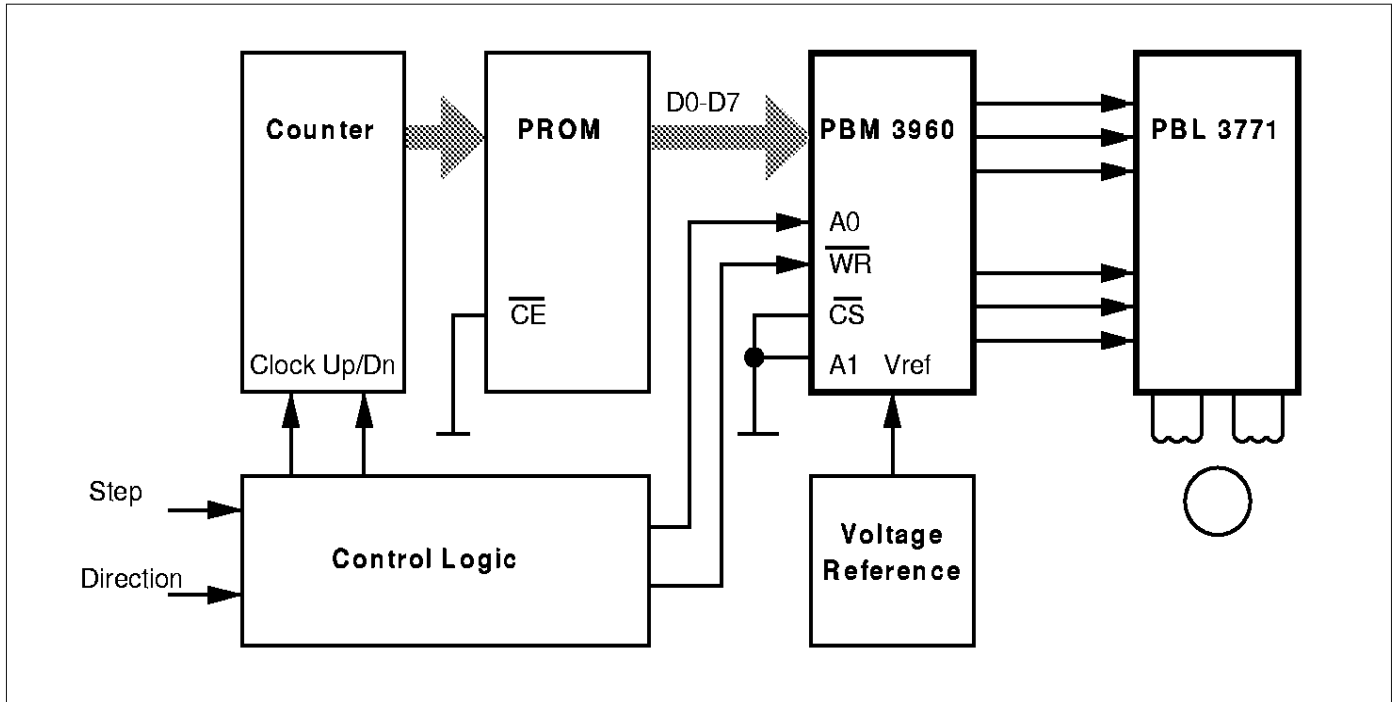 Counter
PROM
D0-D7
PBM 3960
PBL 3771
A0
WR
CE
CS
Clock Up/Dn
A1 Vref
Step
Direction
Control Logic
Voltage
Reference